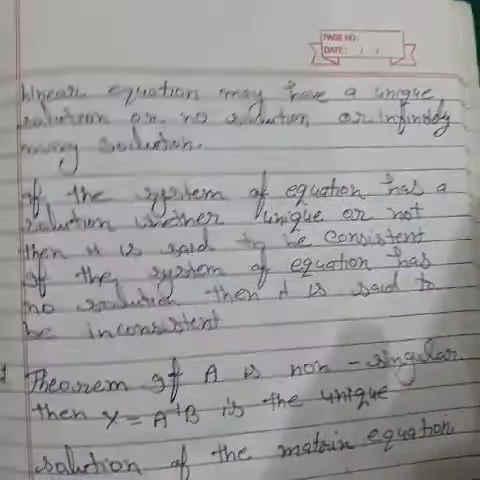 PAGE NO.:
DATE: / /
Linear equation may have a unique
solution or no solution or infinitely
many solution.
If the system of equation has a
solution whether unique or not
then it is said to be consistent
If the system of equation has
no solution then it is said to
be inconsistent
Theorem If A is non-singular
then X = A⁻¹B is the unique
solution of the matrix equation